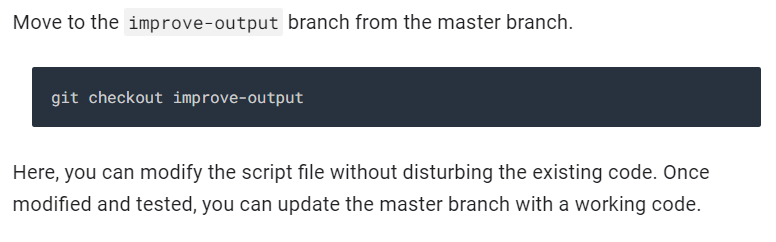 Move to the improve-output branch from the master branch.
git checkout improve-output
Here, you can modify the script file without disturbing the existing code. Once
modified and tested, you can update the master branch with a working code.